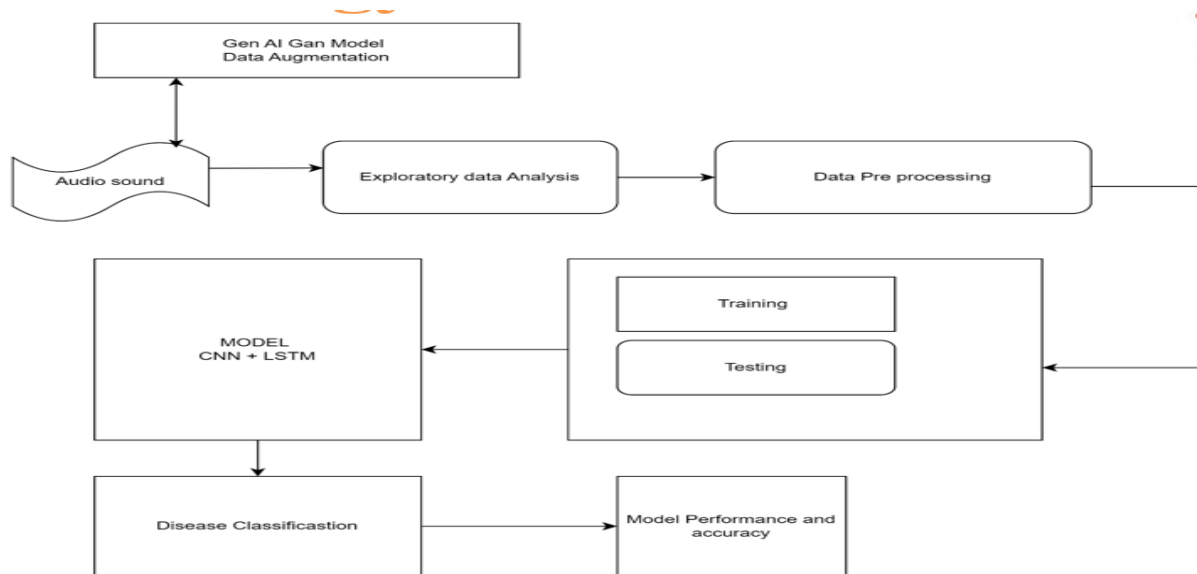 Gen AI Gan Model
Data Augmentation
Audio sound
Exploratory data Analysis
Data Pre processing
Training
Testing
MODEL
CNN + LSTM
Disease Classificastion
Model Performance and
accuracy